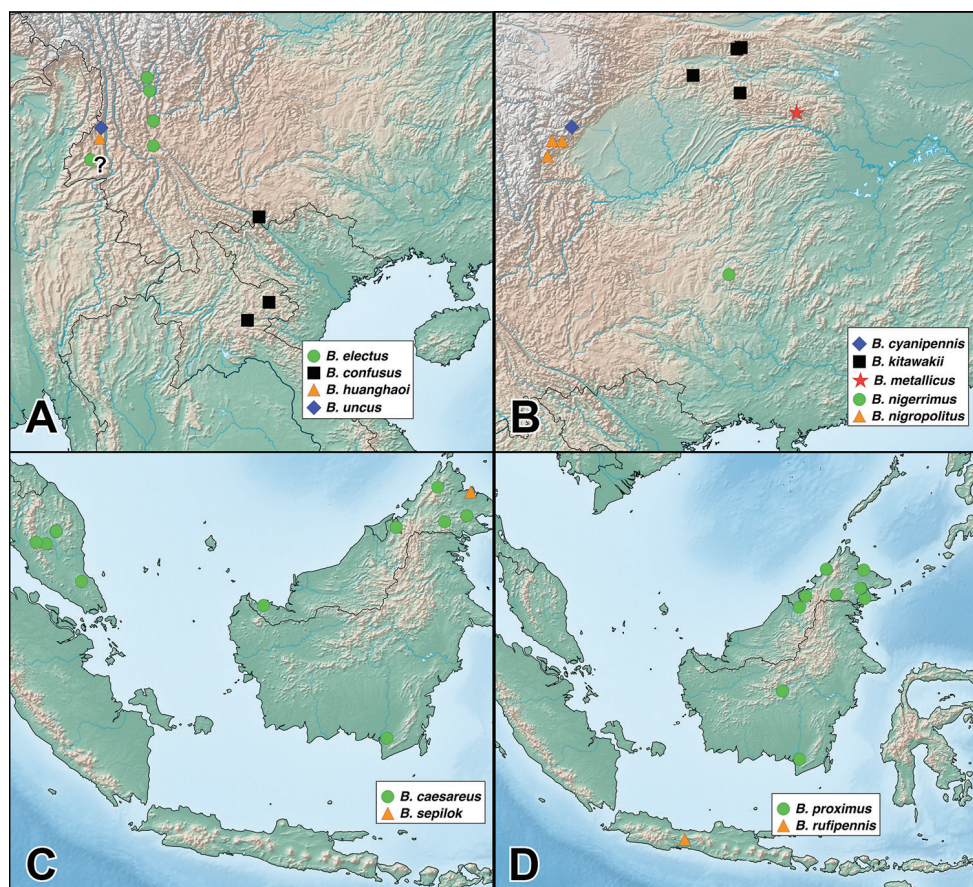 ?
B. electus
B. confusus
B. huanghaoi
B. uncus
A
B. cyanipennis
B. kitawakii
B. metallicus
B. nigerrimus
B. nigropolitus
B
B. caesareus
B. sepilok
C
B. proximus
B. rufipennis
D